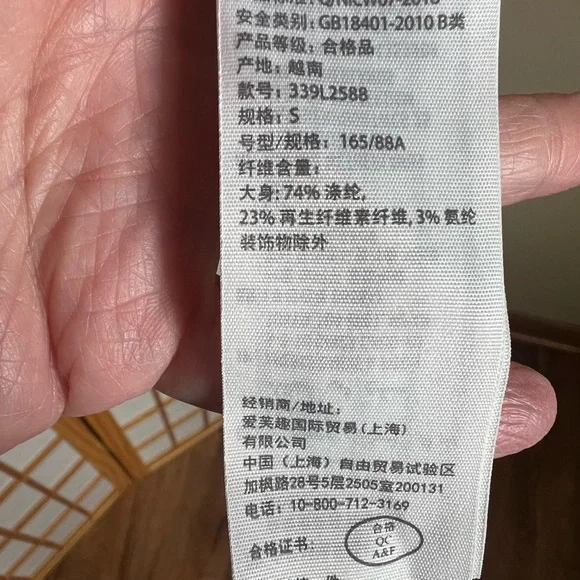 安全类别: GB18401-2010 B类
产品等级: 合格品
产地: 越南
款号: 339L2588
规格: S
号型/规格: 165/88A
纤维含量:
大身: 74% 涤纶,
23% 再生纤维素纤维, 3% 氨纶
装饰物除外
经销商/地址:
爱芙趣国际贸易(上海)
有限公司
中国(上海)自由贸易试验区
加枫路28号5层2505室200131
电话: 10-800-712-3169
合格证书:
合格
QC
A&F